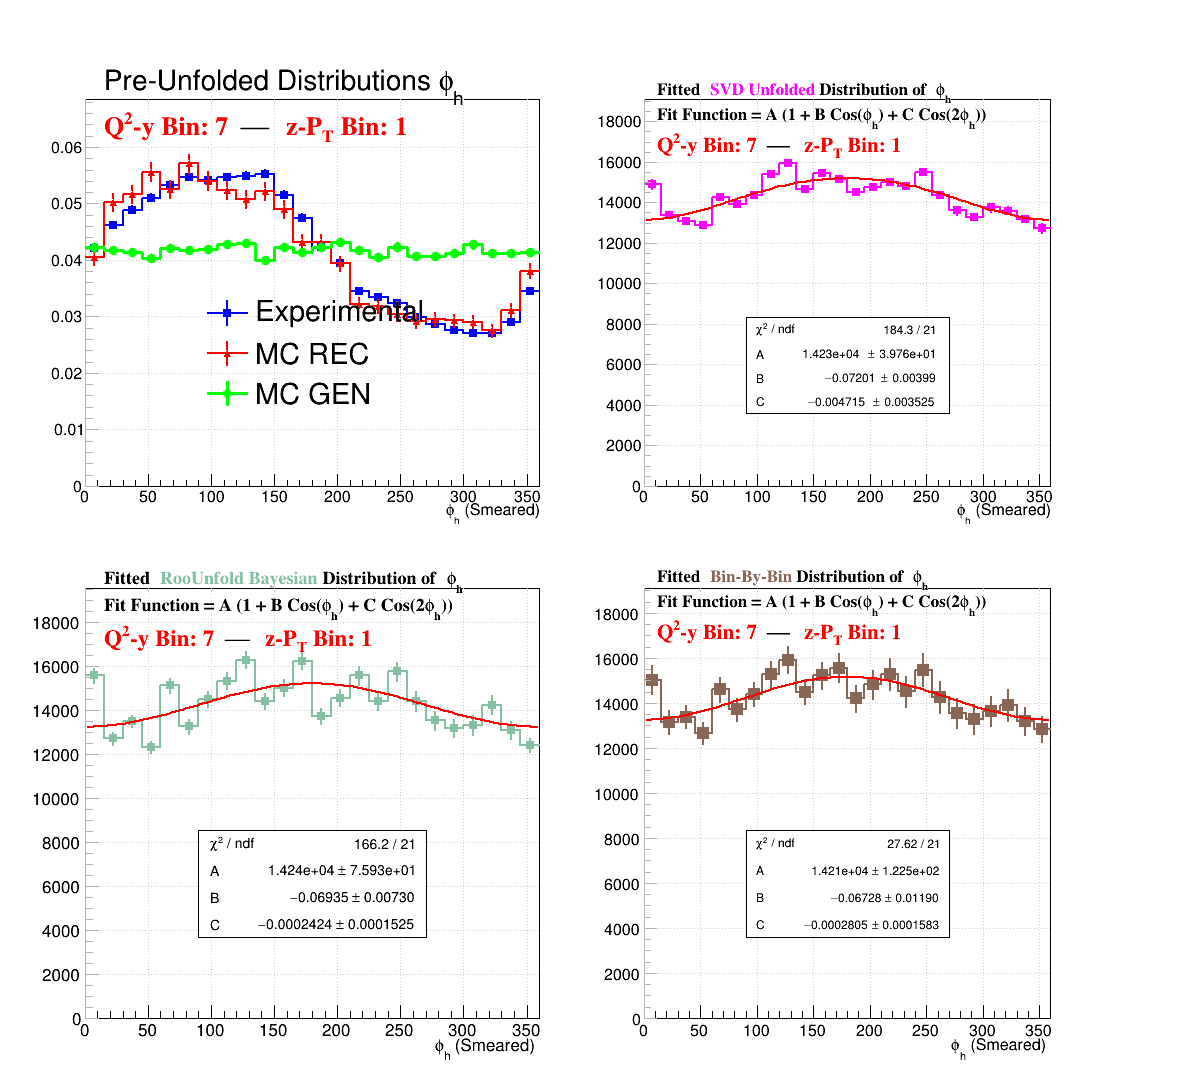 Pre-Unfolded Distributions ϕh
Q²-y Bin: 7 — z-PT Bin: 1
0.06
0.05
0.04
0.03
0.02
0.01
0
Experimental
MC REC
MC GEN
0 50 100 150 200 250 300 350
ϕh (Smeared)
Fitted SVD Unfolded Distribution of ϕh
Fit Function = A (1 + B Cos(ϕh) + C Cos(2ϕh))
Q²-y Bin: 7 — z-PT Bin: 1
18000
16000
14000
12000
10000
8000
6000
4000
2000
0
χ² / ndf 184.3 / 21
A 1.423e+04 ± 3.976e+01
B −0.07201 ± 0.00399
C −0.004715 ± 0.003525
0 50 100 150 200 250 300 350
ϕh (Smeared)
Fitted RooUnfold Bayesian Distribution of ϕh
Fit Function = A (1 + B Cos(ϕh) + C Cos(2ϕh))
Q²-y Bin: 7 — z-PT Bin: 1
18000
16000
14000
12000
10000
8000
6000
4000
2000
0
χ² / ndf 166.2 / 21
A 1.424e+04 ± 7.593e+01
B −0.06935 ± 0.00730
C −0.0002424 ± 0.0001525
0 50 100 150 200 250 300 350
ϕh (Smeared)
Fitted Bin-By-Bin Distribution of ϕh
Fit Function = A (1 + B Cos(ϕh) + C Cos(2ϕh))
Q²-y Bin: 7 — z-PT Bin: 1
18000
16000
14000
12000
10000
8000
6000
4000
2000
0
χ² / ndf 27.62 / 21
A 1.421e+04 ± 1.225e+02
B −0.06728 ± 0.01190
C −0.0002805 ± 0.0001583
0 50 100 150 200 250 300 350
ϕh (Smeared)